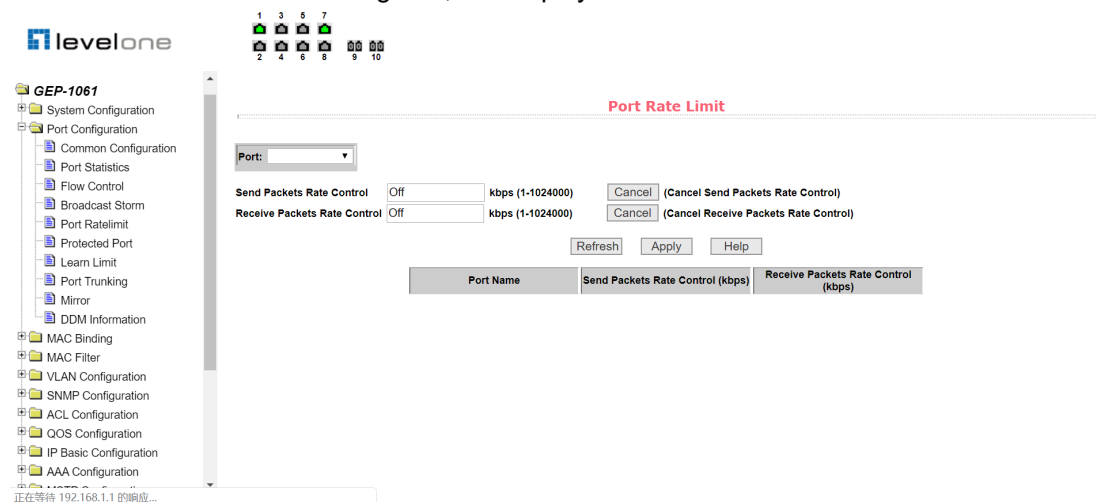 1 3 5 7
levelone
2 4 6 8 9 10
GEP-1061
System Configuration
Port Configuration
Common Configuration
Port Statistics
Flow Control
Broadcast Storm
Port Ratelimit
Protected Port
Learn Limit
Port Trunking
Mirror
DDM Information
MAC Binding
MAC Filter
VLAN Configuration
SNMP Configuration
ACL Configuration
QOS Configuration
IP Basic Configuration
AAA Configuration
正在等待 192.168.1.1 的响应...
Port Rate Limit
Port:
Send Packets Rate Control Off kbps (1-1024000) Cancel (Cancel Send Packets Rate Control)
Receive Packets Rate Control Off kbps (1-1024000) Cancel (Cancel Receive Packets Rate Control)
Refresh Apply Help
Port Name Send Packets Rate Control (kbps) Receive Packets Rate Control
(kbps)